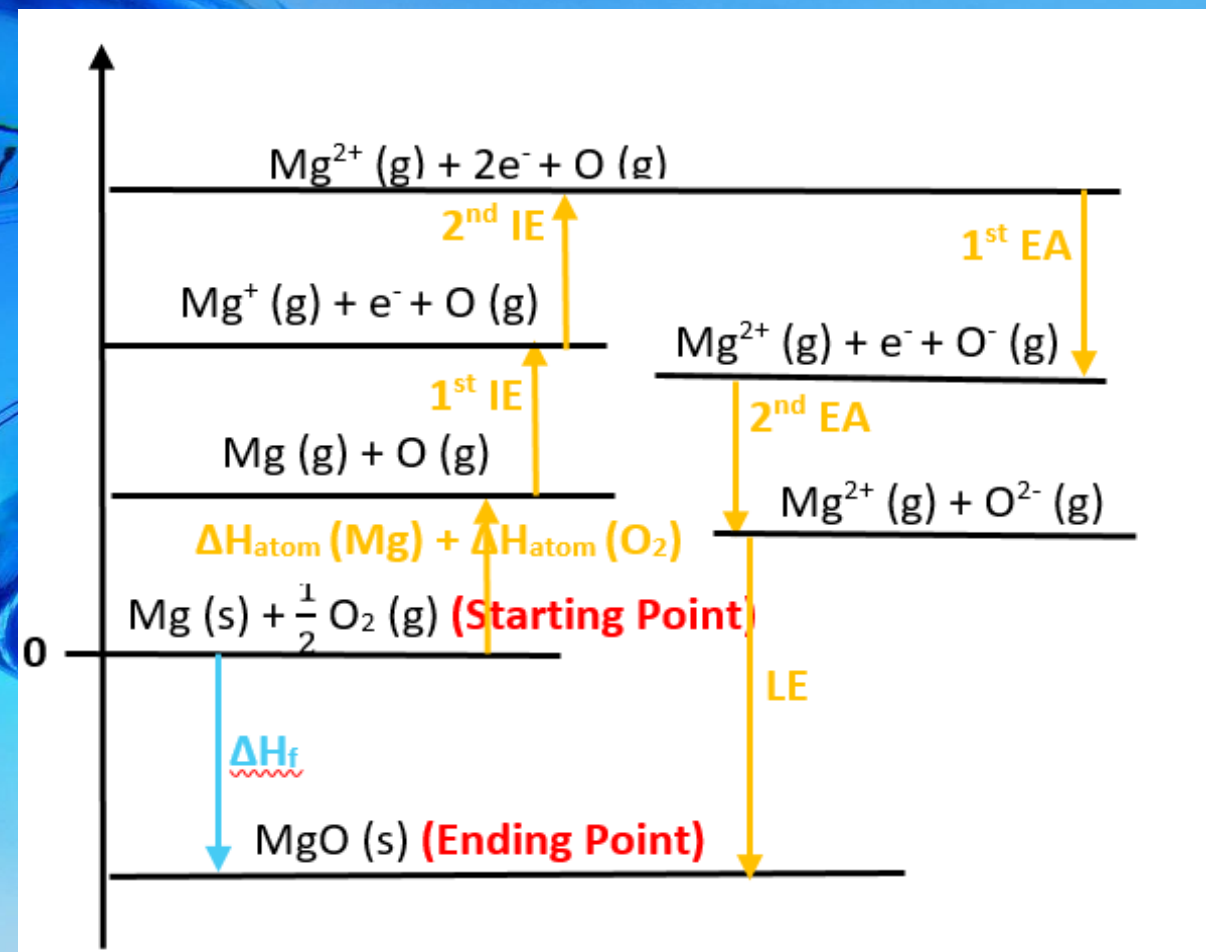 Mg²⁺ (g) + 2e⁻ + O (g)
2ⁿᵈ IE
1ˢᵗ EA
Mg⁺ (g) + e⁻ + O (g)
Mg²⁺ (g) + e⁻ + O⁻ (g)
1ˢᵗ IE
2ⁿᵈ EA
Mg (g) + O (g)
Mg²⁺ (g) + O²⁻ (g)
ΔHatom (Mg) + ΔHatom (O₂)
Mg (s) + 1/2 O₂ (g) (Starting Point)
0
LE
ΔHf
MgO (s) (Ending Point)